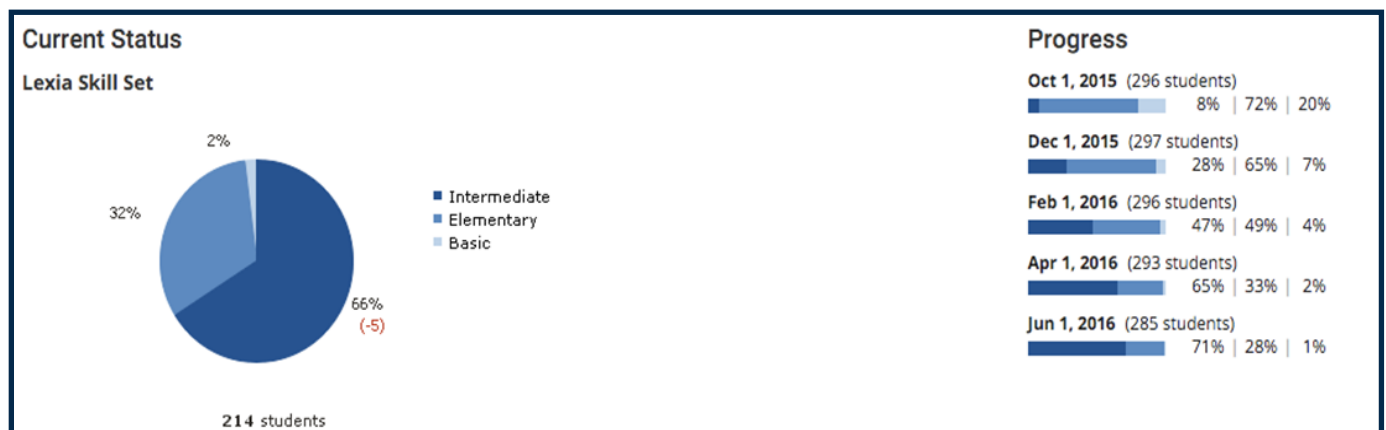 Current Status
Lexia Skill Set
2%
32%
66%
(-5)
214 students
Intermediate
Elementary
Basic
Progress
Oct 1, 2015 (296 students)
8% | 72% | 20%
Dec 1, 2015 (297 students)
28% | 65% | 7%
Feb 1, 2016 (296 students)
47% | 49% | 4%
Apr 1, 2016 (293 students)
65% | 33% | 2%
Jun 1, 2016 (285 students)
71% | 28% | 1%